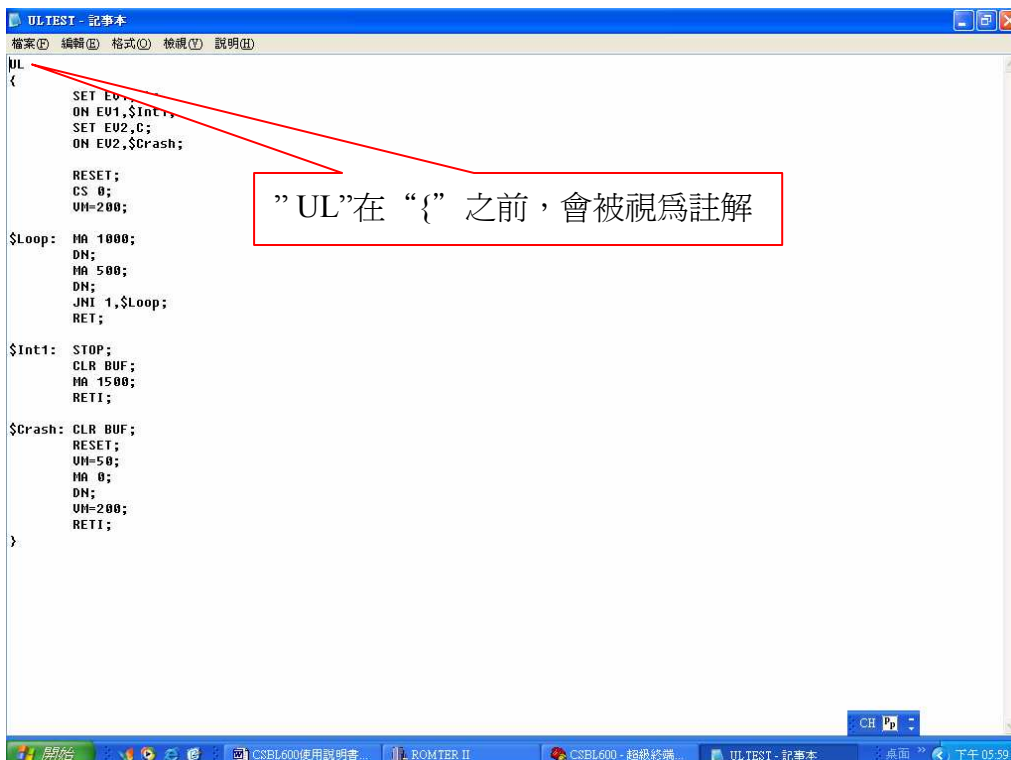 ULTEST - 記事本
檔案(F) 編輯(E) 格式(O) 檢視(V) 說明(H)
UL
{
SET
ON EV1,$Int1;
SET EV2,C;
ON EV2,$Crash;
RESET;
CS 0;
VM=200;
”UL”在“{”之前，會被視為註解
$Loop: MA 1000;
DN;
MA 500;
DN;
JNI 1,$Loop;
RET;
$Int1: STOP;
CLR BUF;
MA 1500;
RETI;
$Crash: CLR BUF;
RESET;
VM=50;
MA 0;
DN;
VM=200;
RETI;
}
CH
開始 CSBL600使用說明書... ROMTER II CSBL600 - 超級終端... ULTEST - 記事本 桌面 » 下午 05:59